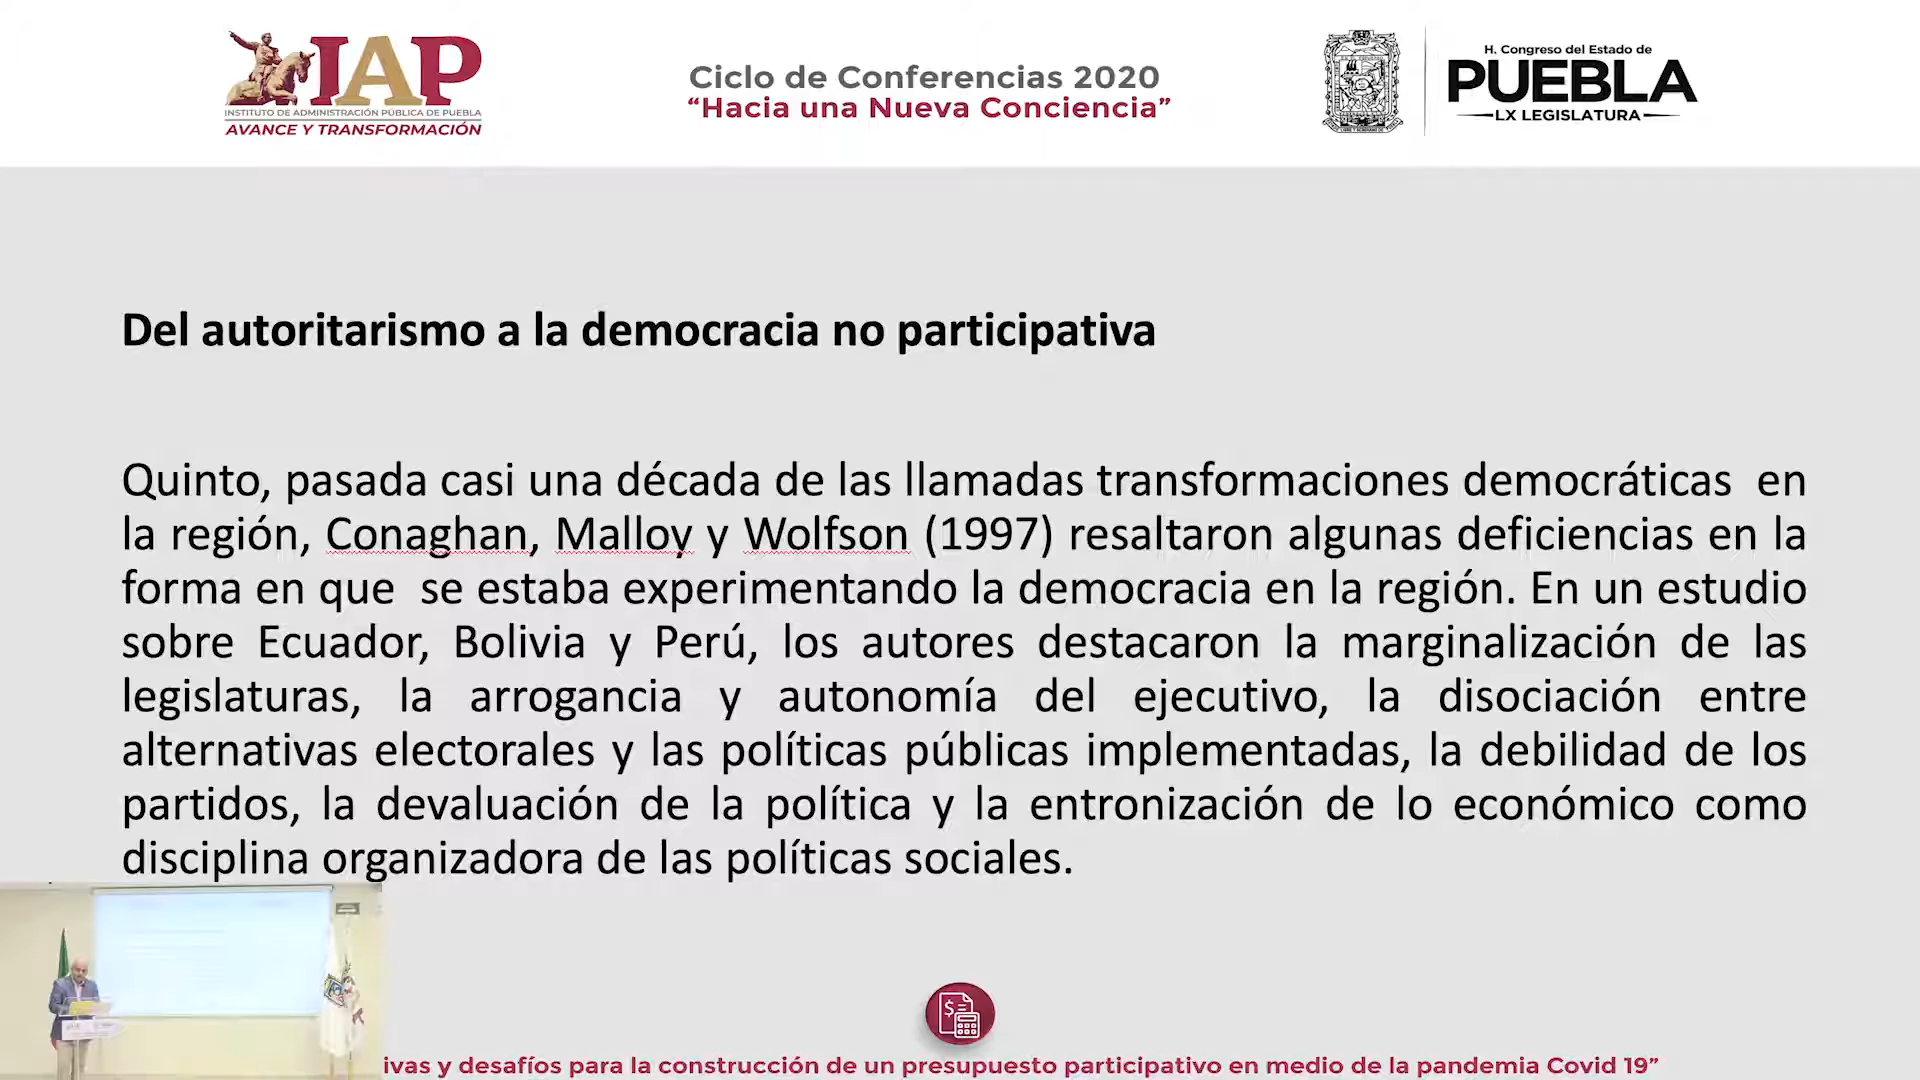 IAP
INSTITUTO DE ADMINISTRACIÓN PÚBLICA DE PUEBLA
AVANCE Y TRANSFORMACIÓN
Ciclo de Conferencias 2020
“Hacia una Nueva Conciencia”
H. Congreso del Estado de
PUEBLA
LX LEGISLATURA
Del autoritarismo a la democracia no participativa
Quinto, pasada casi una década de las llamadas transformaciones democráticas en
la región, Conaghan, Malloy y Wolfson (1997) resaltaron algunas deficiencias en la
forma en que se estaba experimentando la democracia en la región. En un estudio
sobre Ecuador, Bolivia y Perú, los autores destacaron la marginalización de las
legislaturas, la arrogancia y autonomía del ejecutivo, la disociación entre
alternativas electorales y las políticas públicas implementadas, la debilidad de los
partidos, la devaluación de la política y la entronización de lo económico como
disciplina organizadora de las políticas sociales.
ivas y desafíos para la construcción de un presupuesto participativo en medio de la pandemia Covid 19”